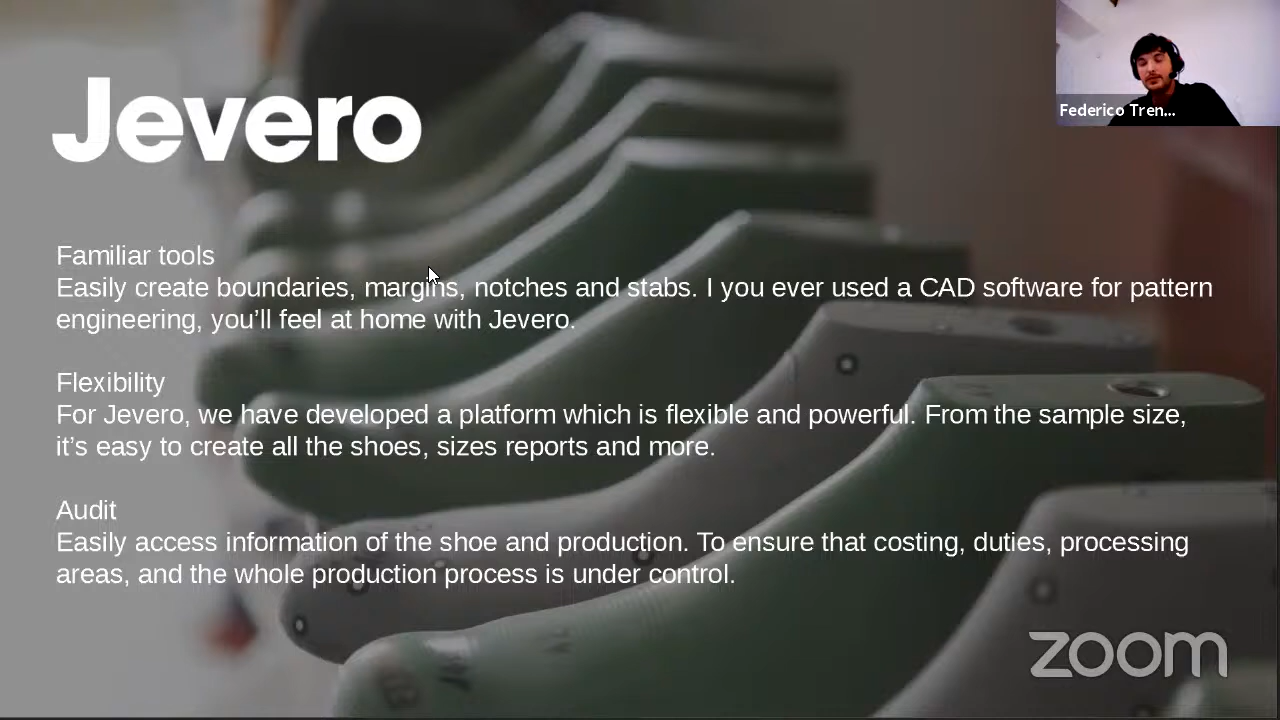 Jevero
Federico Tren...
Familiar tools
Easily create boundaries, margins, notches and stabs. I you ever used a CAD software for pattern
engineering, you’ll feel at home with Jevero.
Flexibility
For Jevero, we have developed a platform which is flexible and powerful. From the sample size,
it’s easy to create all the shoes, sizes reports and more.
Audit
Easily access information of the shoe and production. To ensure that costing, duties, processing
areas, and the whole production process is under control.
zoom